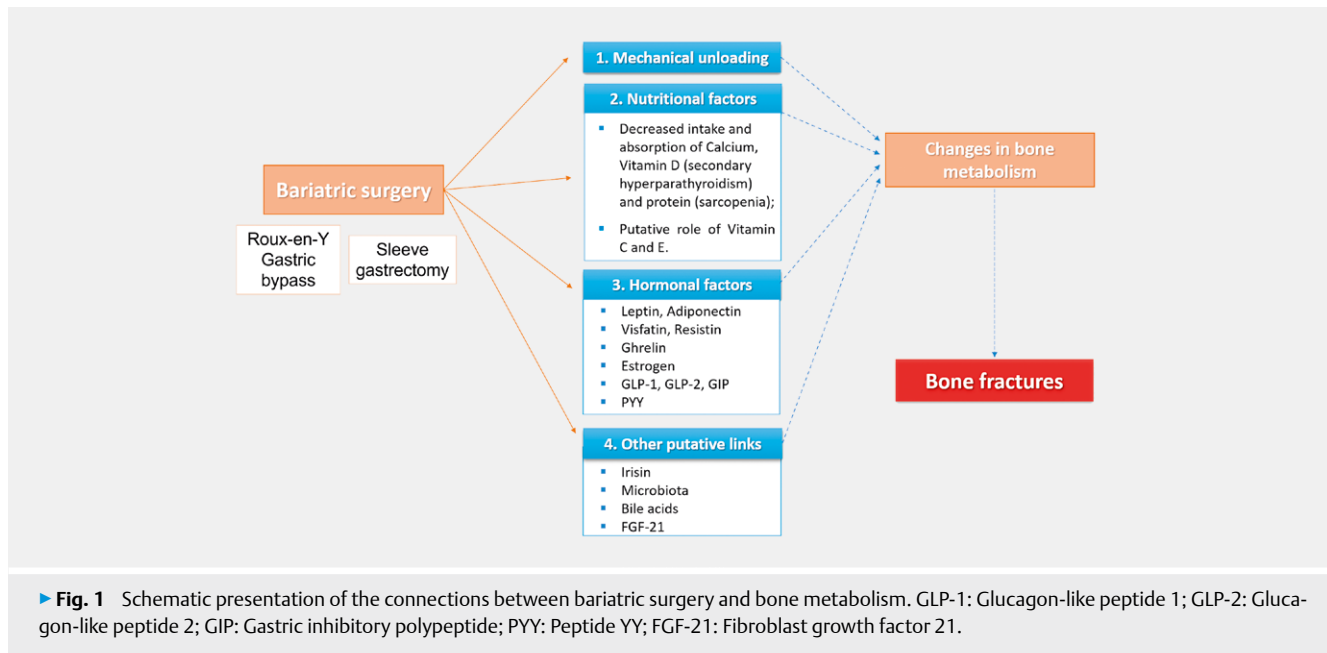 Bariatric surgery
Roux-en-Y
Gastric
bypass
Sleeve
gastrectomy
1. Mechanical unloading
2. Nutritional factors
▪ Decreased intake and
absorption of Calcium,
Vitamin D (secondary
hyperparathyroidism)
and protein (sarcopenia);
▪ Putative role of Vitamin
C and E.
3. Hormonal factors
▪ Leptin, Adiponectin
▪ Visfatin, Resistin
▪ Ghrelin
▪ Estrogen
▪ GLP-1, GLP-2, GIP
▪ PYY
4. Other putative links
▪ Irisin
▪ Microbiota
▪ Bile acids
▪ FGF-21
Changes in bone
metabolism
Bone fractures
▶ Fig. 1 Schematic presentation of the connections between bariatric surgery and bone metabolism. GLP-1: Glucagon-like peptide 1; GLP-2: Gluca-
gon-like peptide 2; GIP: Gastric inhibitory polypeptide; PYY: Peptide YY; FGF-21: Fibroblast growth factor 21.